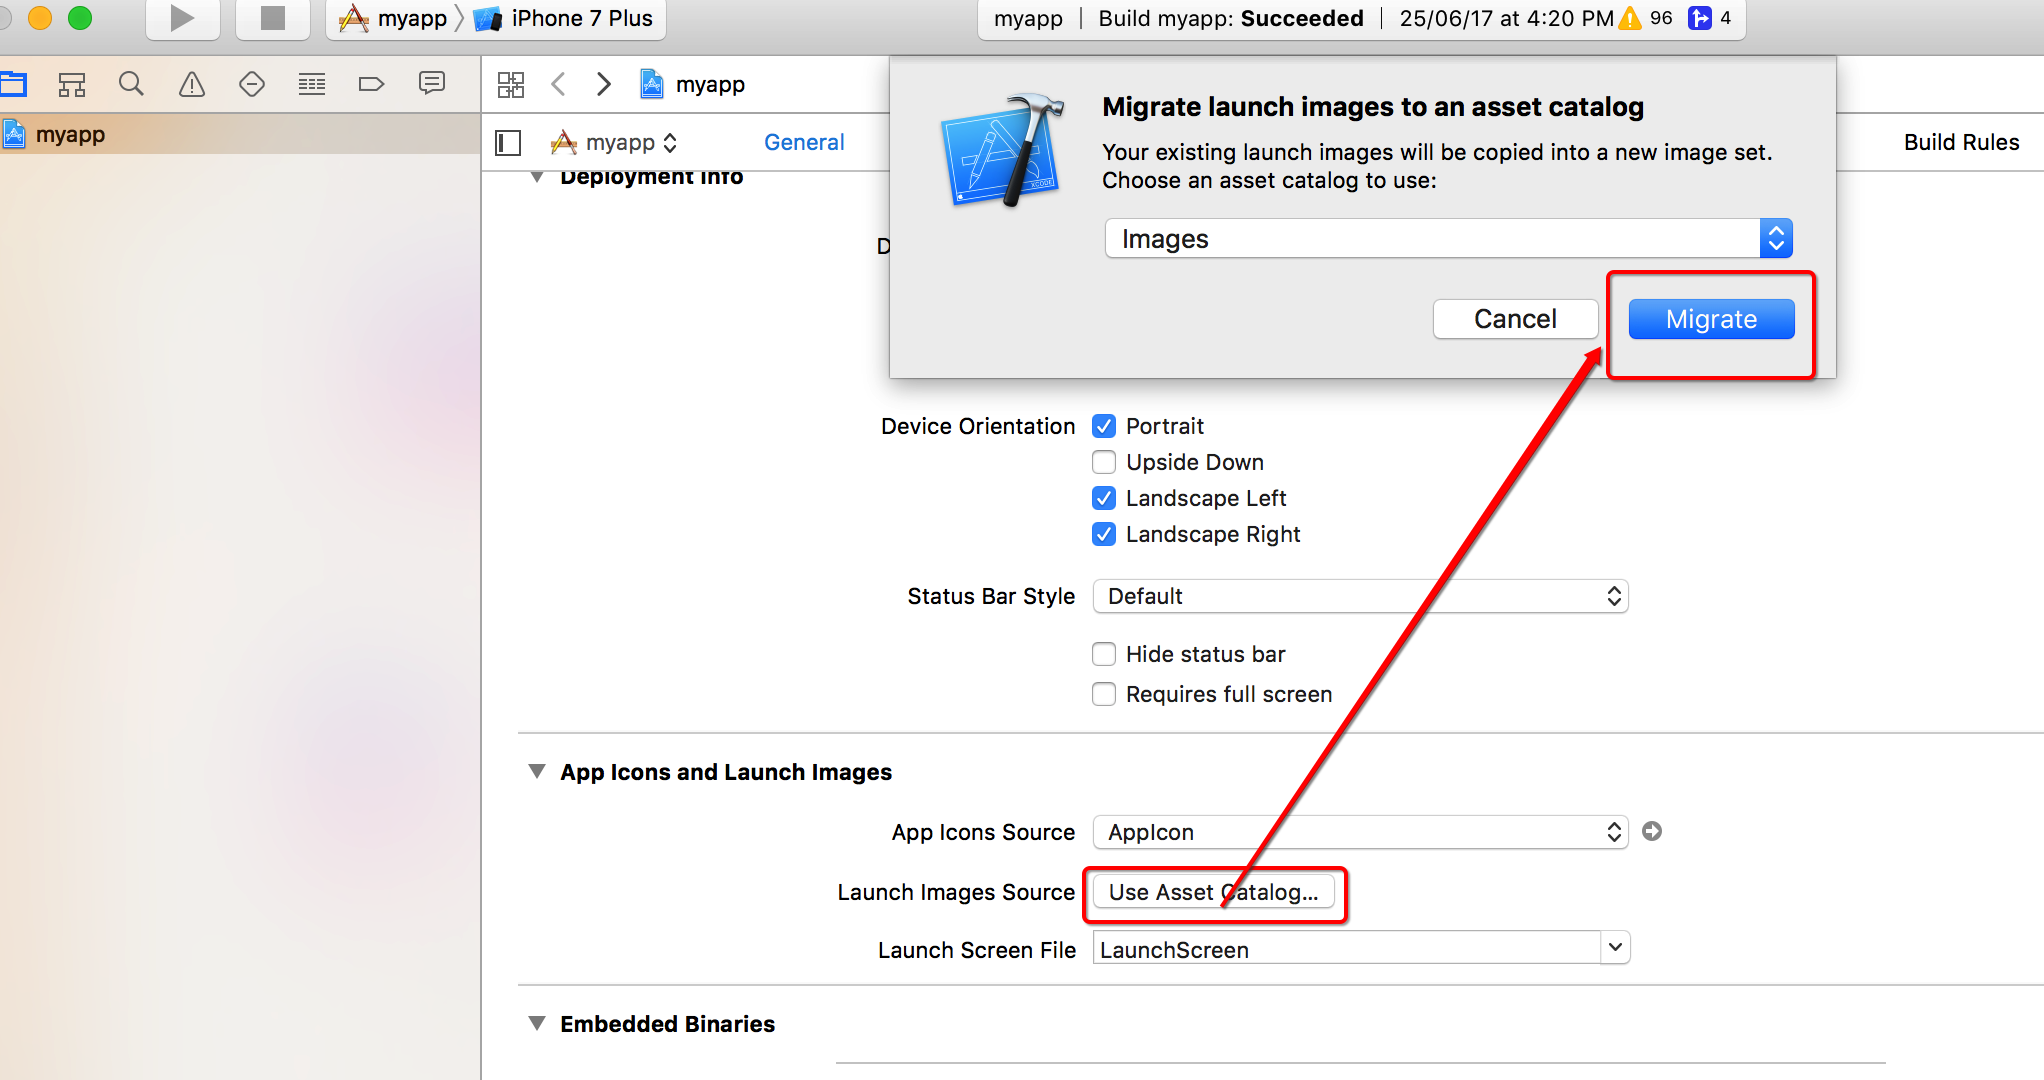 myapp
iPhone 7 Plus
myapp | Build myapp: Succeeded | 25/06/17 at 4:20 PM 96 4
myapp
myapp
myapp
General
Build Rules
Deployment Info
D
Migrate launch images to an asset catalog
Your existing launch images will be copied into a new image set.
Choose an asset catalog to use:
Images
Cancel
Migrate
Device Orientation
Portrait
Upside Down
Landscape Left
Landscape Right
Status Bar Style
Default
Hide status bar
Requires full screen
App Icons and Launch Images
App Icons Source
AppIcon
Launch Images Source
Use Asset Catalog...
Launch Screen File
LaunchScreen
Embedded Binaries
XCODE